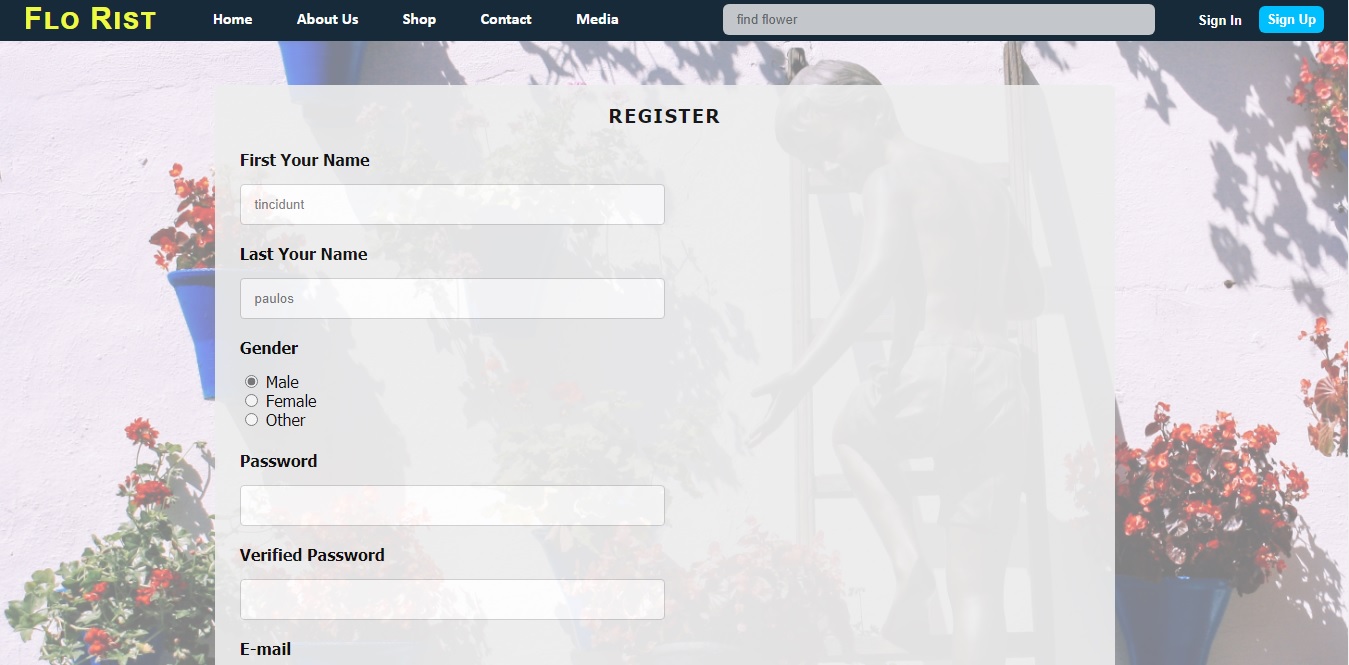 FLO RIST
Home About Us Shop Contact Media
find flower
Sign In Sign Up
REGISTER
First Your Name
tincidunt
Last Your Name
paulos
Gender
Male
Female
Other
Password
Verified Password
E-mail